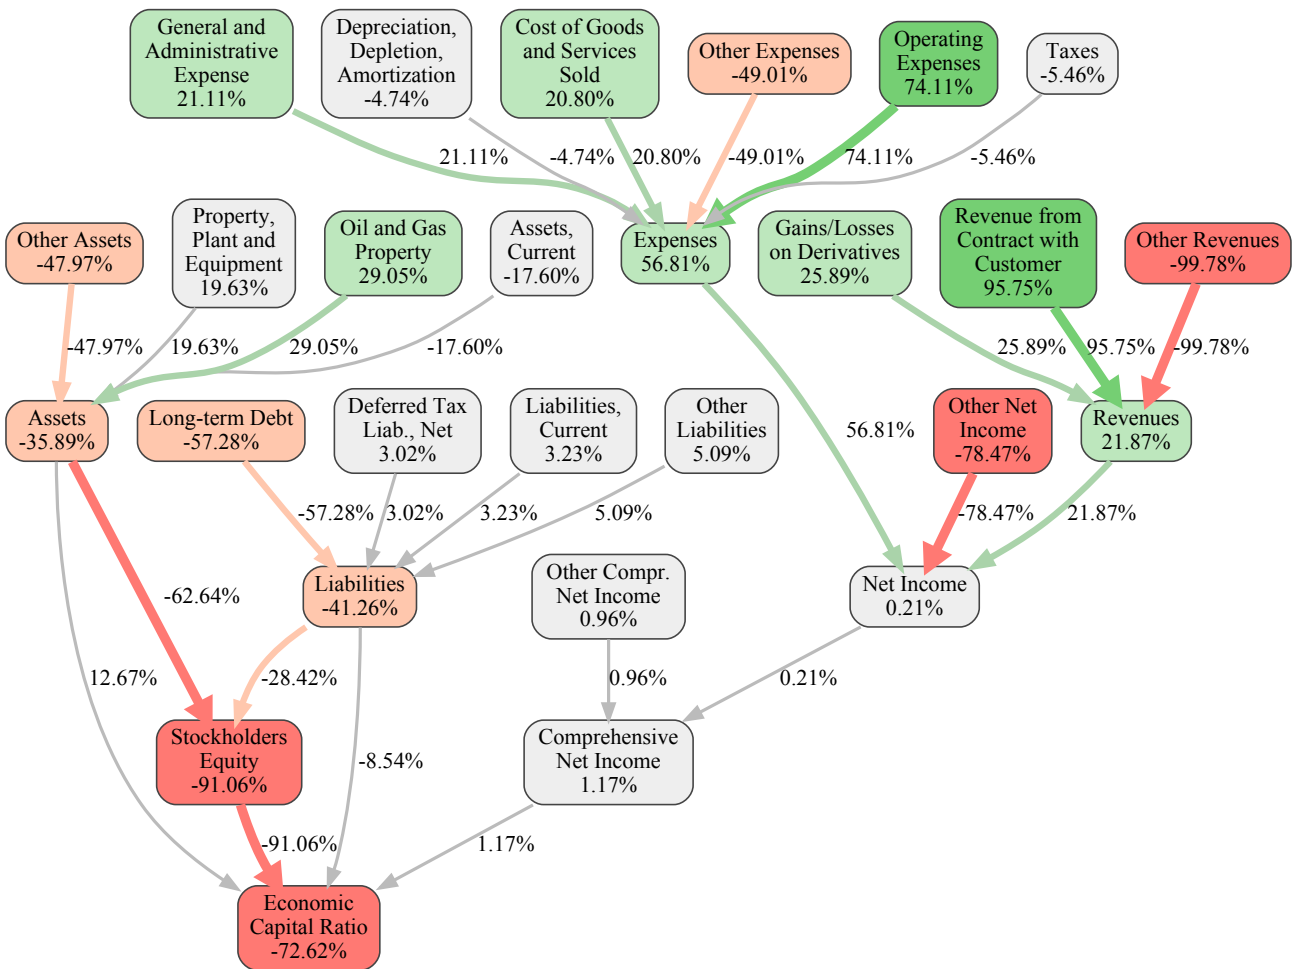 General and
Administrative
Expense
21.11%
Depreciation,
Depletion,
Amortization
-4.74%
Cost of Goods
and Services
Sold
20.80%
Other Expenses
-49.01%
Operating
Expenses
74.11%
Taxes
-5.46%
21.11%
-4.74%
20.80%
-49.01%
74.11%
-5.46%
Other Assets
-47.97%
Property,
Plant and
Equipment
19.63%
Oil and Gas
Property
29.05%
Assets,
Current
-17.60%
Expenses
56.81%
Gains/Losses
on Derivatives
25.89%
Revenue from
Contract with
Customer
95.75%
Other Revenues
-99.78%
-47.97%
19.63%
29.05%
-17.60%
25.89%
95.75%
-99.78%
Assets
-35.89%
Long-term Debt
-57.28%
Deferred Tax
Liab., Net
3.02%
Liabilities,
Current
3.23%
Other
Liabilities
5.09%
56.81%
Other Net
Income
-78.47%
Revenues
21.87%
-57.28%
3.02%
3.23%
5.09%
-78.47%
21.87%
-62.64%
Liabilities
-41.26%
Other Compr.
Net Income
0.96%
Net Income
0.21%
12.67%
-28.42%
0.96%
0.21%
Stockholders
Equity
-91.06%
-8.54%
Comprehensive
Net Income
1.17%
-91.06%
1.17%
Economic
Capital Ratio
-72.62%